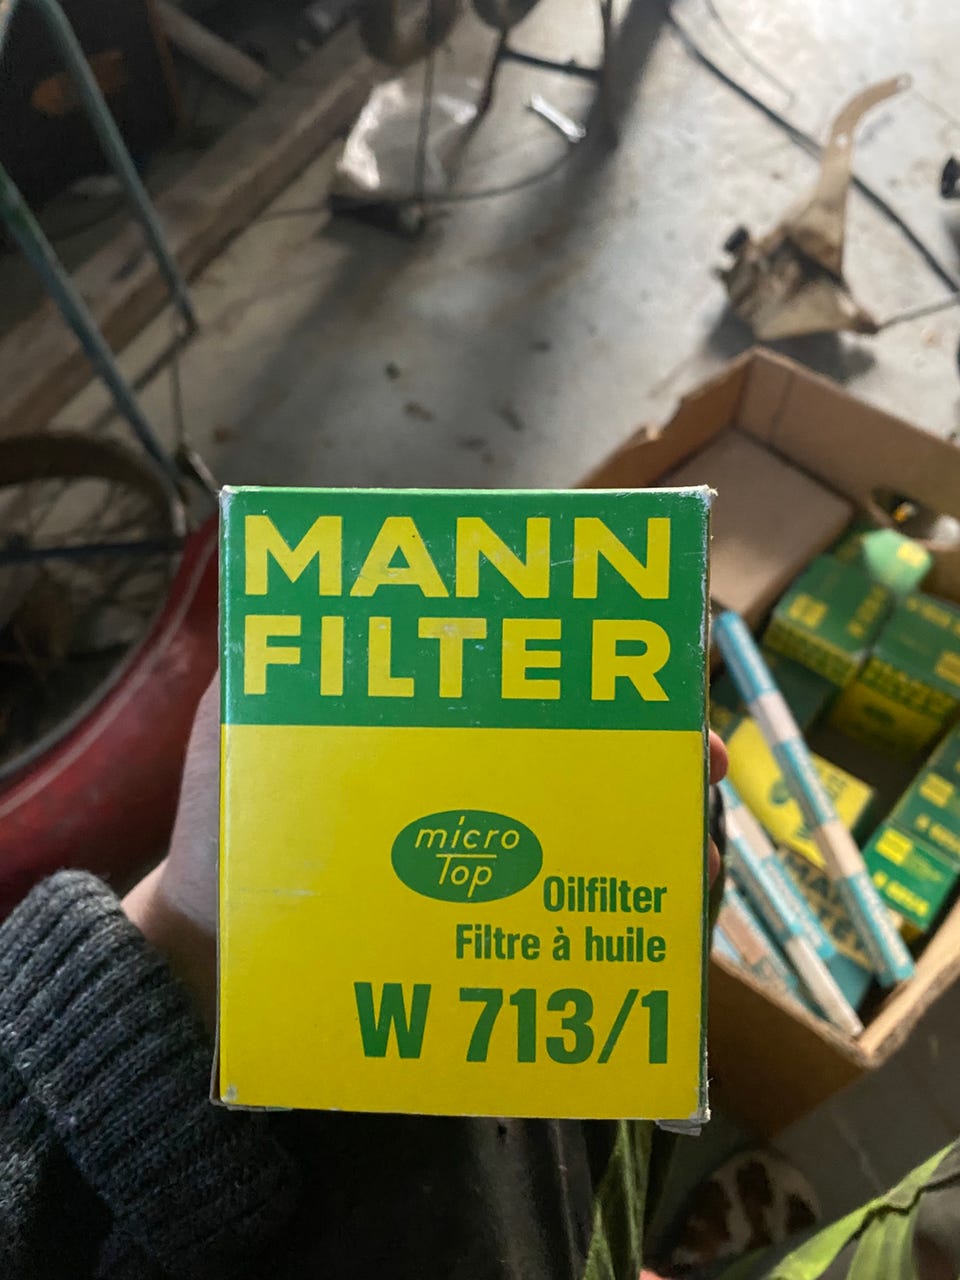 MANN
FILTER
micro
Top
Oilfilter
Filtre à huile
W 713/1